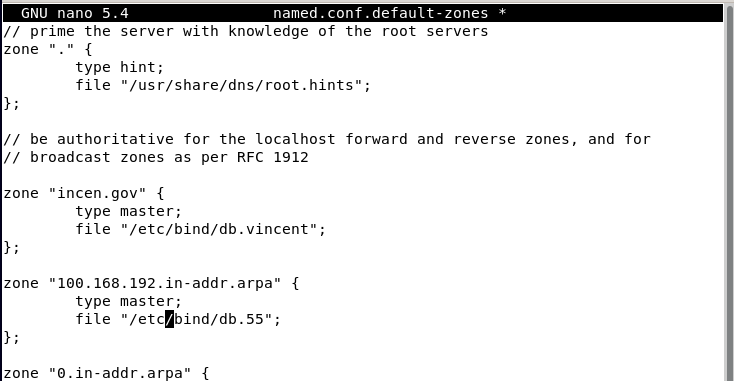 GNU nano 5.4 named.conf.default-zones *
// prime the server with knowledge of the root servers
zone "." {
        type hint;
        file "/usr/share/dns/root.hints";
};

// be authoritative for the localhost forward and reverse zones, and for
// broadcast zones as per RFC 1912

zone "incen.gov" {
        type master;
        file "/etc/bind/db.vincent";
};

zone "100.168.192.in-addr.arpa" {
        type master;
        file "/etc/bind/db.55";
};

zone "0.in-addr.arpa" {